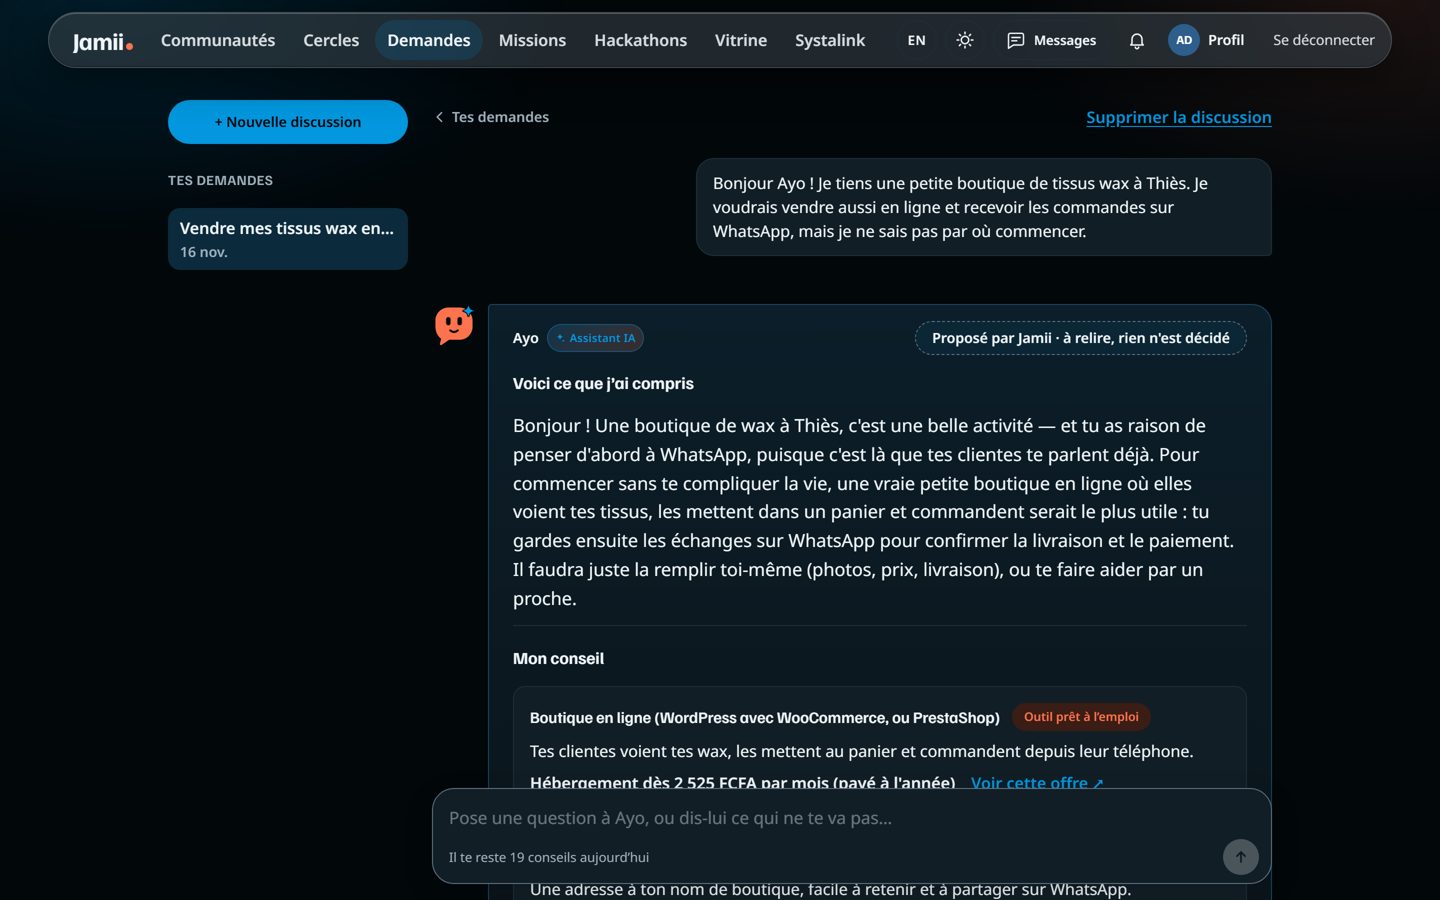 Jamii.
Communautés
Cercles
Demandes
Missions
Hackathons
Vitrine
Systalink
EN
Messages
AD
Profil
Se déconnecter
+ Nouvelle discussion
TES DEMANDES
Vendre mes tissus wax en...
16 nov.
Tes demandes
Supprimer la discussion
Bonjour Ayo ! Je tiens une petite boutique de tissus wax à Thiès. Je
voudrais vendre aussi en ligne et recevoir les commandes sur
WhatsApp, mais je ne sais pas par où commencer.
Ayo
Assistant IA
Proposé par Jamii · à relire, rien n'est décidé
Voici ce que j’ai compris
Bonjour ! Une boutique de wax à Thiès, c'est une belle activité — et tu as raison de
penser d'abord à WhatsApp, puisque c'est là que tes clientes te parlent déjà. Pour
commencer sans te compliquer la vie, une vraie petite boutique en ligne où elles
voient tes tissus, les mettent dans un panier et commandent serait le plus utile : tu
gardes ensuite les échanges sur WhatsApp pour confirmer la livraison et le paiement.
Il faudra juste la remplir toi-même (photos, prix, livraison), ou te faire aider par un
proche.
Mon conseil
Boutique en ligne (WordPress avec WooCommerce, ou PrestaShop)
Outil prêt à l’emploi
Tes clientes voient tes wax, les mettent au panier et commandent depuis leur téléphone.
Hébergement dès 2 525 FCFA par mois (payé à l'année)
Voir cette offre ↗
Pose une question à Ayo, ou dis-lui ce qui ne te va pas...
Il te reste 19 conseils aujourd’hui
Une adresse à ton nom de boutique, facile à retenir et à partager sur WhatsApp.